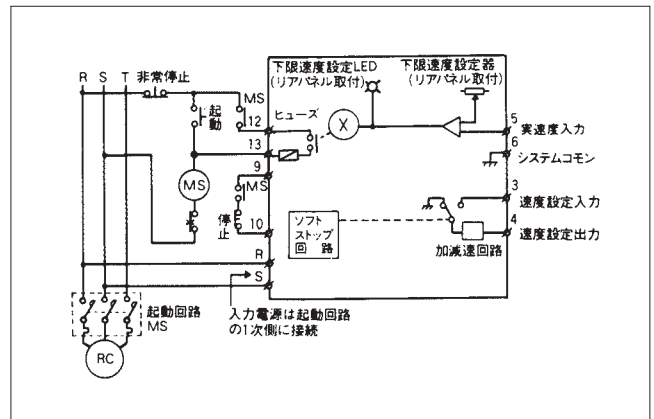 下限速度設定LED
(リアパネル取付)
下限速度設定器
(リアパネル取付)
R S T 非常停止
起動
MS
12
ヒューズ
X
5
実速度入力
13
6
システムコモン
9
MS
MS
3
速度設定入力
停止
10
ソフト
ストップ
回路
4
速度設定出力
加減速回路
R
S
起動回路
MS
入力電源は起動回路
の1次側に接続
RC